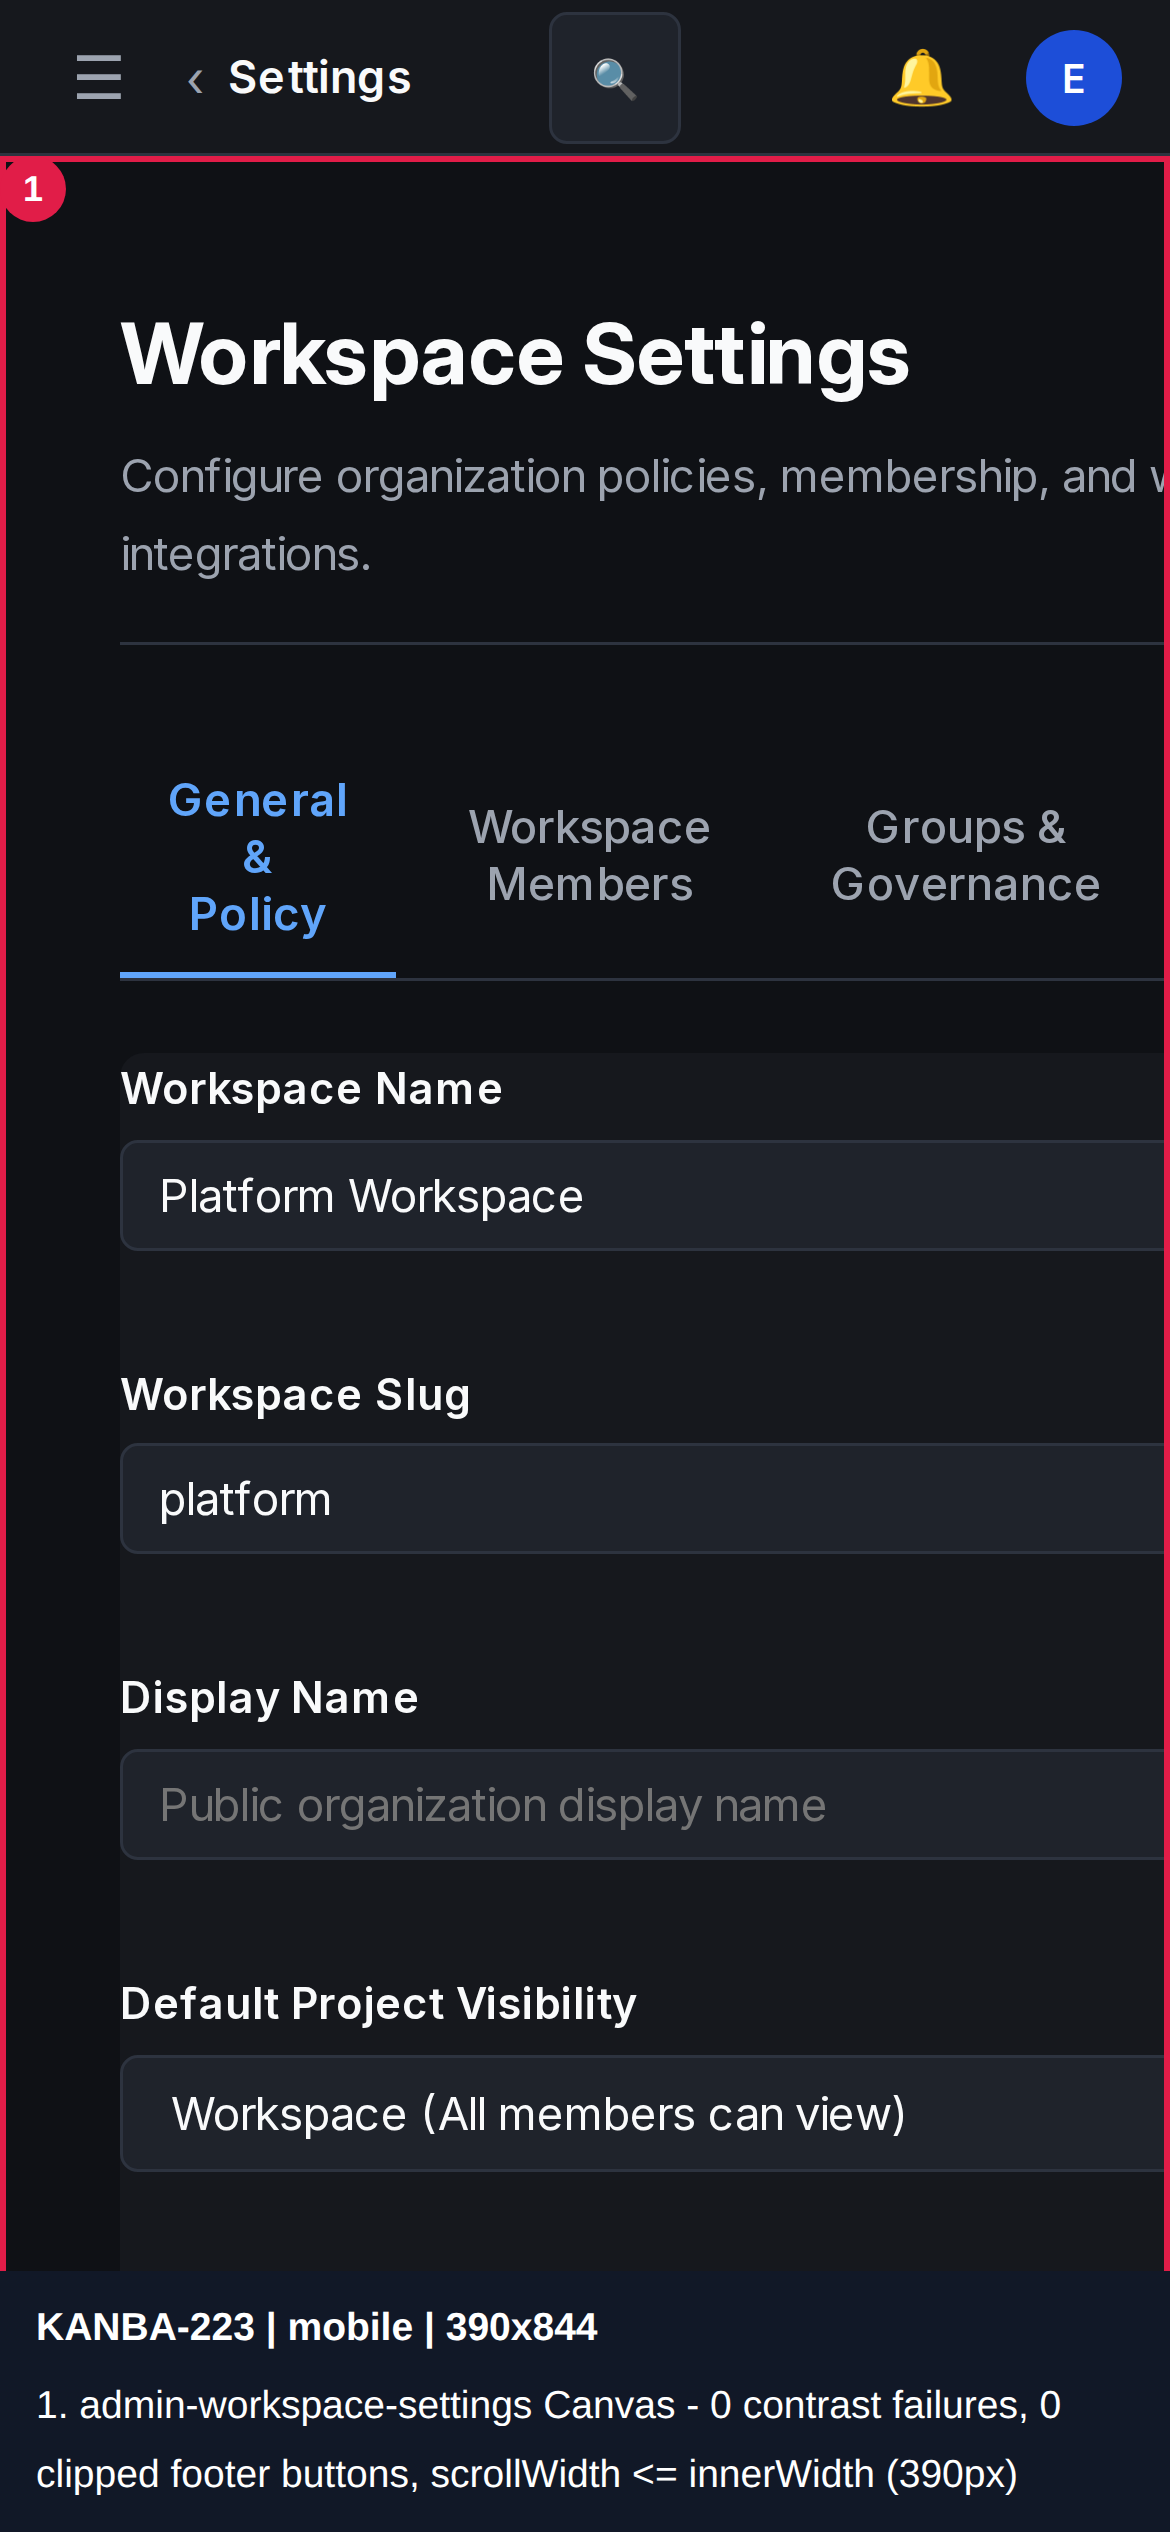 ☰ ‹ Settings 🔍 🔔 E
1
Workspace Settings
Configure organization policies, membership, and
integrations.
General
&
Policy
Workspace
Members
Groups &
Governance
Workspace Name
Platform Workspace
Workspace Slug
platform
Display Name
Public organization display name
Default Project Visibility
Workspace (All members can view)
KANBA-223 | mobile | 390x844
1. admin-workspace-settings Canvas - 0 contrast failures, 0
clipped footer buttons, scrollWidth <= innerWidth (390px)